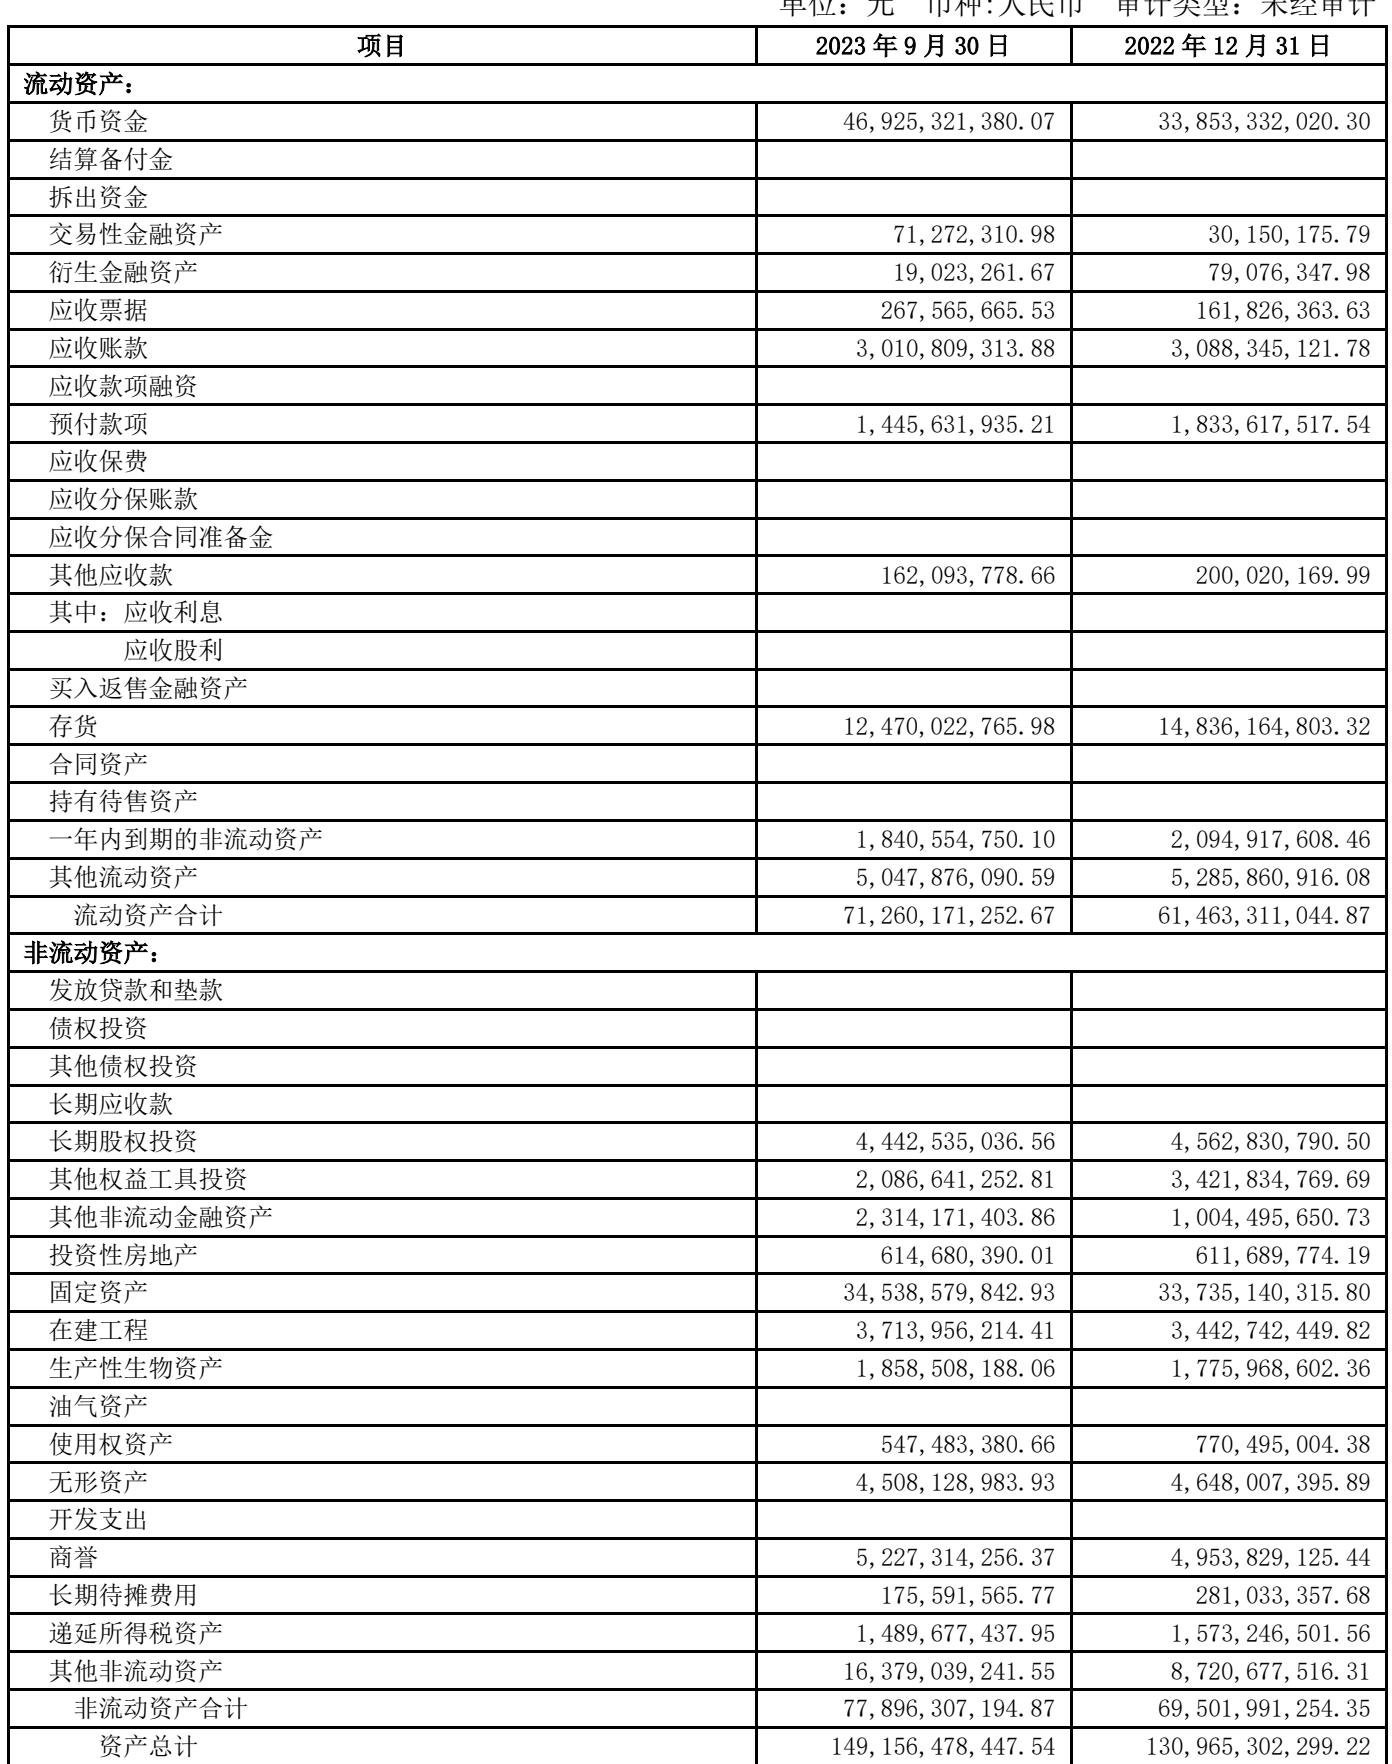 单位：元 币种:人民币 审计类型：未经审计
项目 2023 年 9 月 30 日 2022 年 12 月 31 日
流动资产：
货币资金 46,925,321,380.07 33,853,332,020.30
结算备付金
拆出资金
交易性金融资产 71,272,310.98 30,150,175.79
衍生金融资产 19,023,261.67 79,076,347.98
应收票据 267,565,665.53 161,826,363.63
应收账款 3,010,809,313.88 3,088,345,121.78
应收款项融资
预付款项 1,445,631,935.21 1,833,617,517.54
应收保费
应收分保账款
应收分保合同准备金
其他应收款 162,093,778.66 200,020,169.99
其中：应收利息
应收股利
买入返售金融资产
存货 12,470,022,765.98 14,836,164,803.32
合同资产
持有待售资产
一年内到期的非流动资产 1,840,554,750.10 2,094,917,608.46
其他流动资产 5,047,876,090.59 5,285,860,916.08
流动资产合计 71,260,171,252.67 61,463,311,044.87
非流动资产：
发放贷款和垫款
债权投资
其他债权投资
长期应收款
长期股权投资 4,442,535,036.56 4,562,830,790.50
其他权益工具投资 2,086,641,252.81 3,421,834,769.69
其他非流动金融资产 2,314,171,403.86 1,004,495,650.73
投资性房地产 614,680,390.01 611,689,774.19
固定资产 34,538,579,842.93 33,735,140,315.80
在建工程 3,713,956,214.41 3,442,742,449.82
生产性生物资产 1,858,508,188.06 1,775,968,602.36
油气资产
使用权资产 547,483,380.66 770,495,004.38
无形资产 4,508,128,983.93 4,648,007,395.89
开发支出
商誉 5,227,314,256.37 4,953,829,125.44
长期待摊费用 175,591,565.77 281,033,357.68
递延所得税资产 1,489,677,437.95 1,573,246,501.56
其他非流动资产 16,379,039,241.55 8,720,677,516.31
非流动资产合计 77,896,307,194.87 69,501,991,254.35
资产总计 149,156,478,447.54 130,965,302,299.22